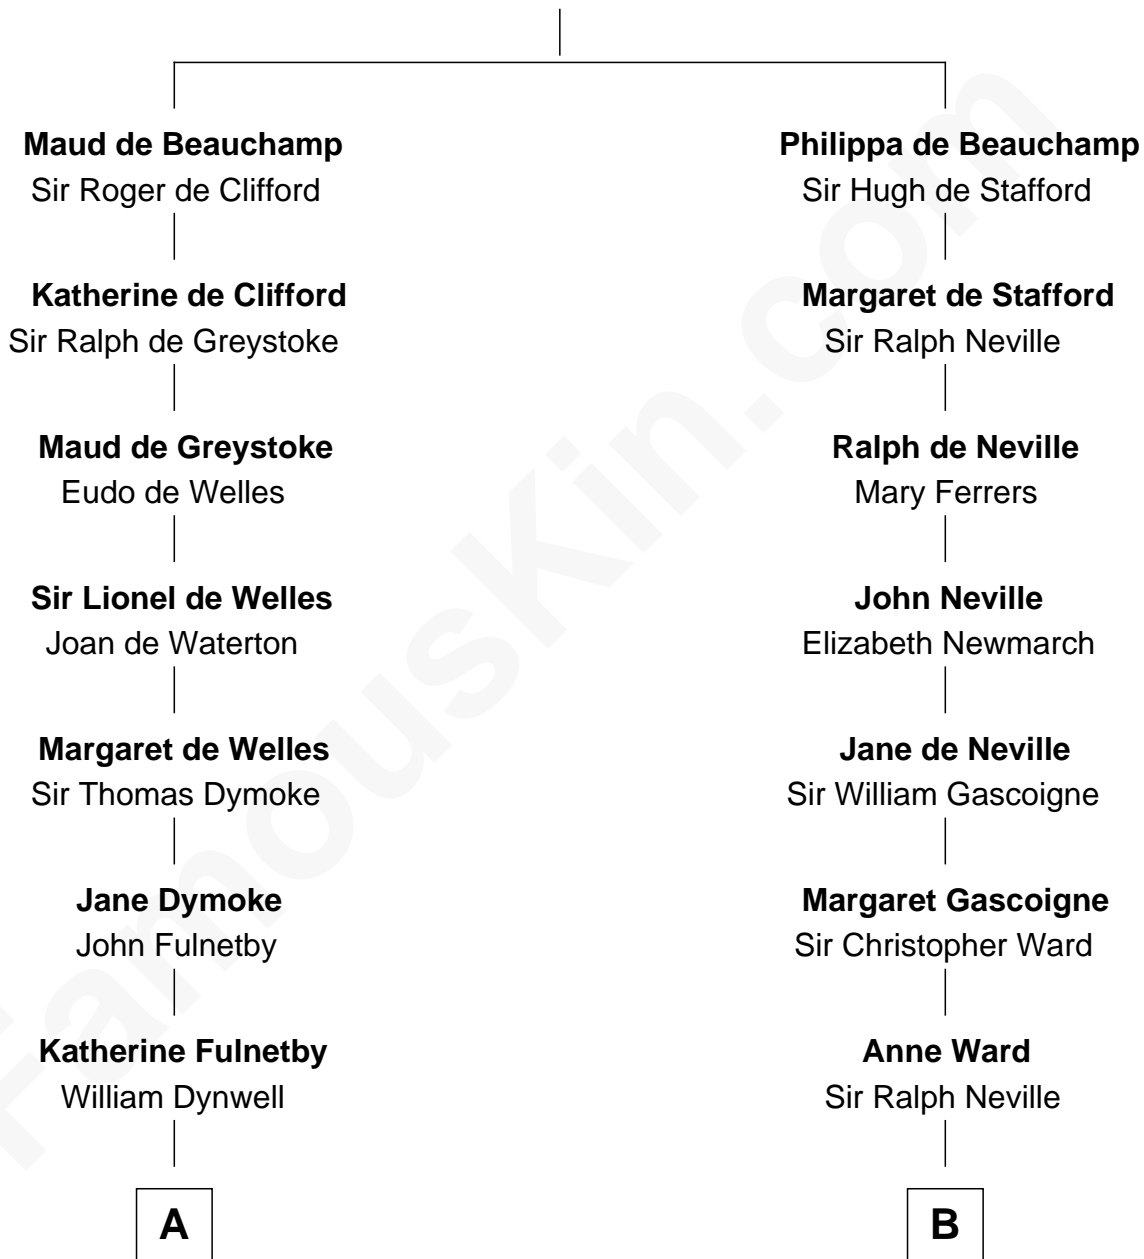 Maud de Beauchamp
Sir Roger de Clifford
Katherine de Clifford
Sir Ralph de Greystoke
Maud de Greystoke
Eudo de Welles
Sir Lionel de Welles
Joan de Waterton
Margaret de Welles
Sir Thomas Dymoke
Jane Dymoke
John Fulnetby
Katherine Fulnetby
William Dynwell
A
Philippa de Beauchamp
Sir Hugh de Stafford
Margaret de Stafford
Sir Ralph Neville
Ralph de Neville
Mary Ferrers
John Neville
Elizabeth Newmarch
Jane de Neville
Sir William Gascoigne
Margaret Gascoigne
Sir Christopher Ward
Anne Ward
Sir Ralph Neville
B
FamousKin.com